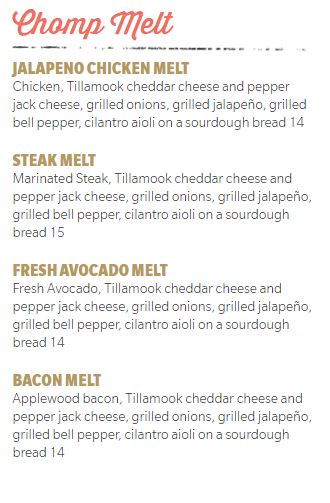 Chomp Melt
JALAPENO CHICKEN MELT
Chicken, Tillamook cheddar cheese and pepper
jack cheese, grilled onions, grilled jalapeño, grilled
bell pepper, cilantro aioli on a sourdough bread 14
STEAK MELT
Marinated Steak, Tillamook cheddar cheese and
pepper jack cheese, grilled onions, grilled jalapeño,
grilled bell pepper, cilantro aioli on a sourdough
bread 15
FRESH AVOCADO MELT
Fresh Avocado, Tillamook cheddar cheese and
pepper jack cheese, grilled onions, grilled jalapeño,
grilled bell pepper, cilantro aioli on a sourdough
bread 14
BACON MELT
Applewood bacon, Tillamook cheddar cheese and
pepper jack cheese, grilled onions, grilled jalapeño,
grilled bell pepper, cilantro aioli on a sourdough
bread 14